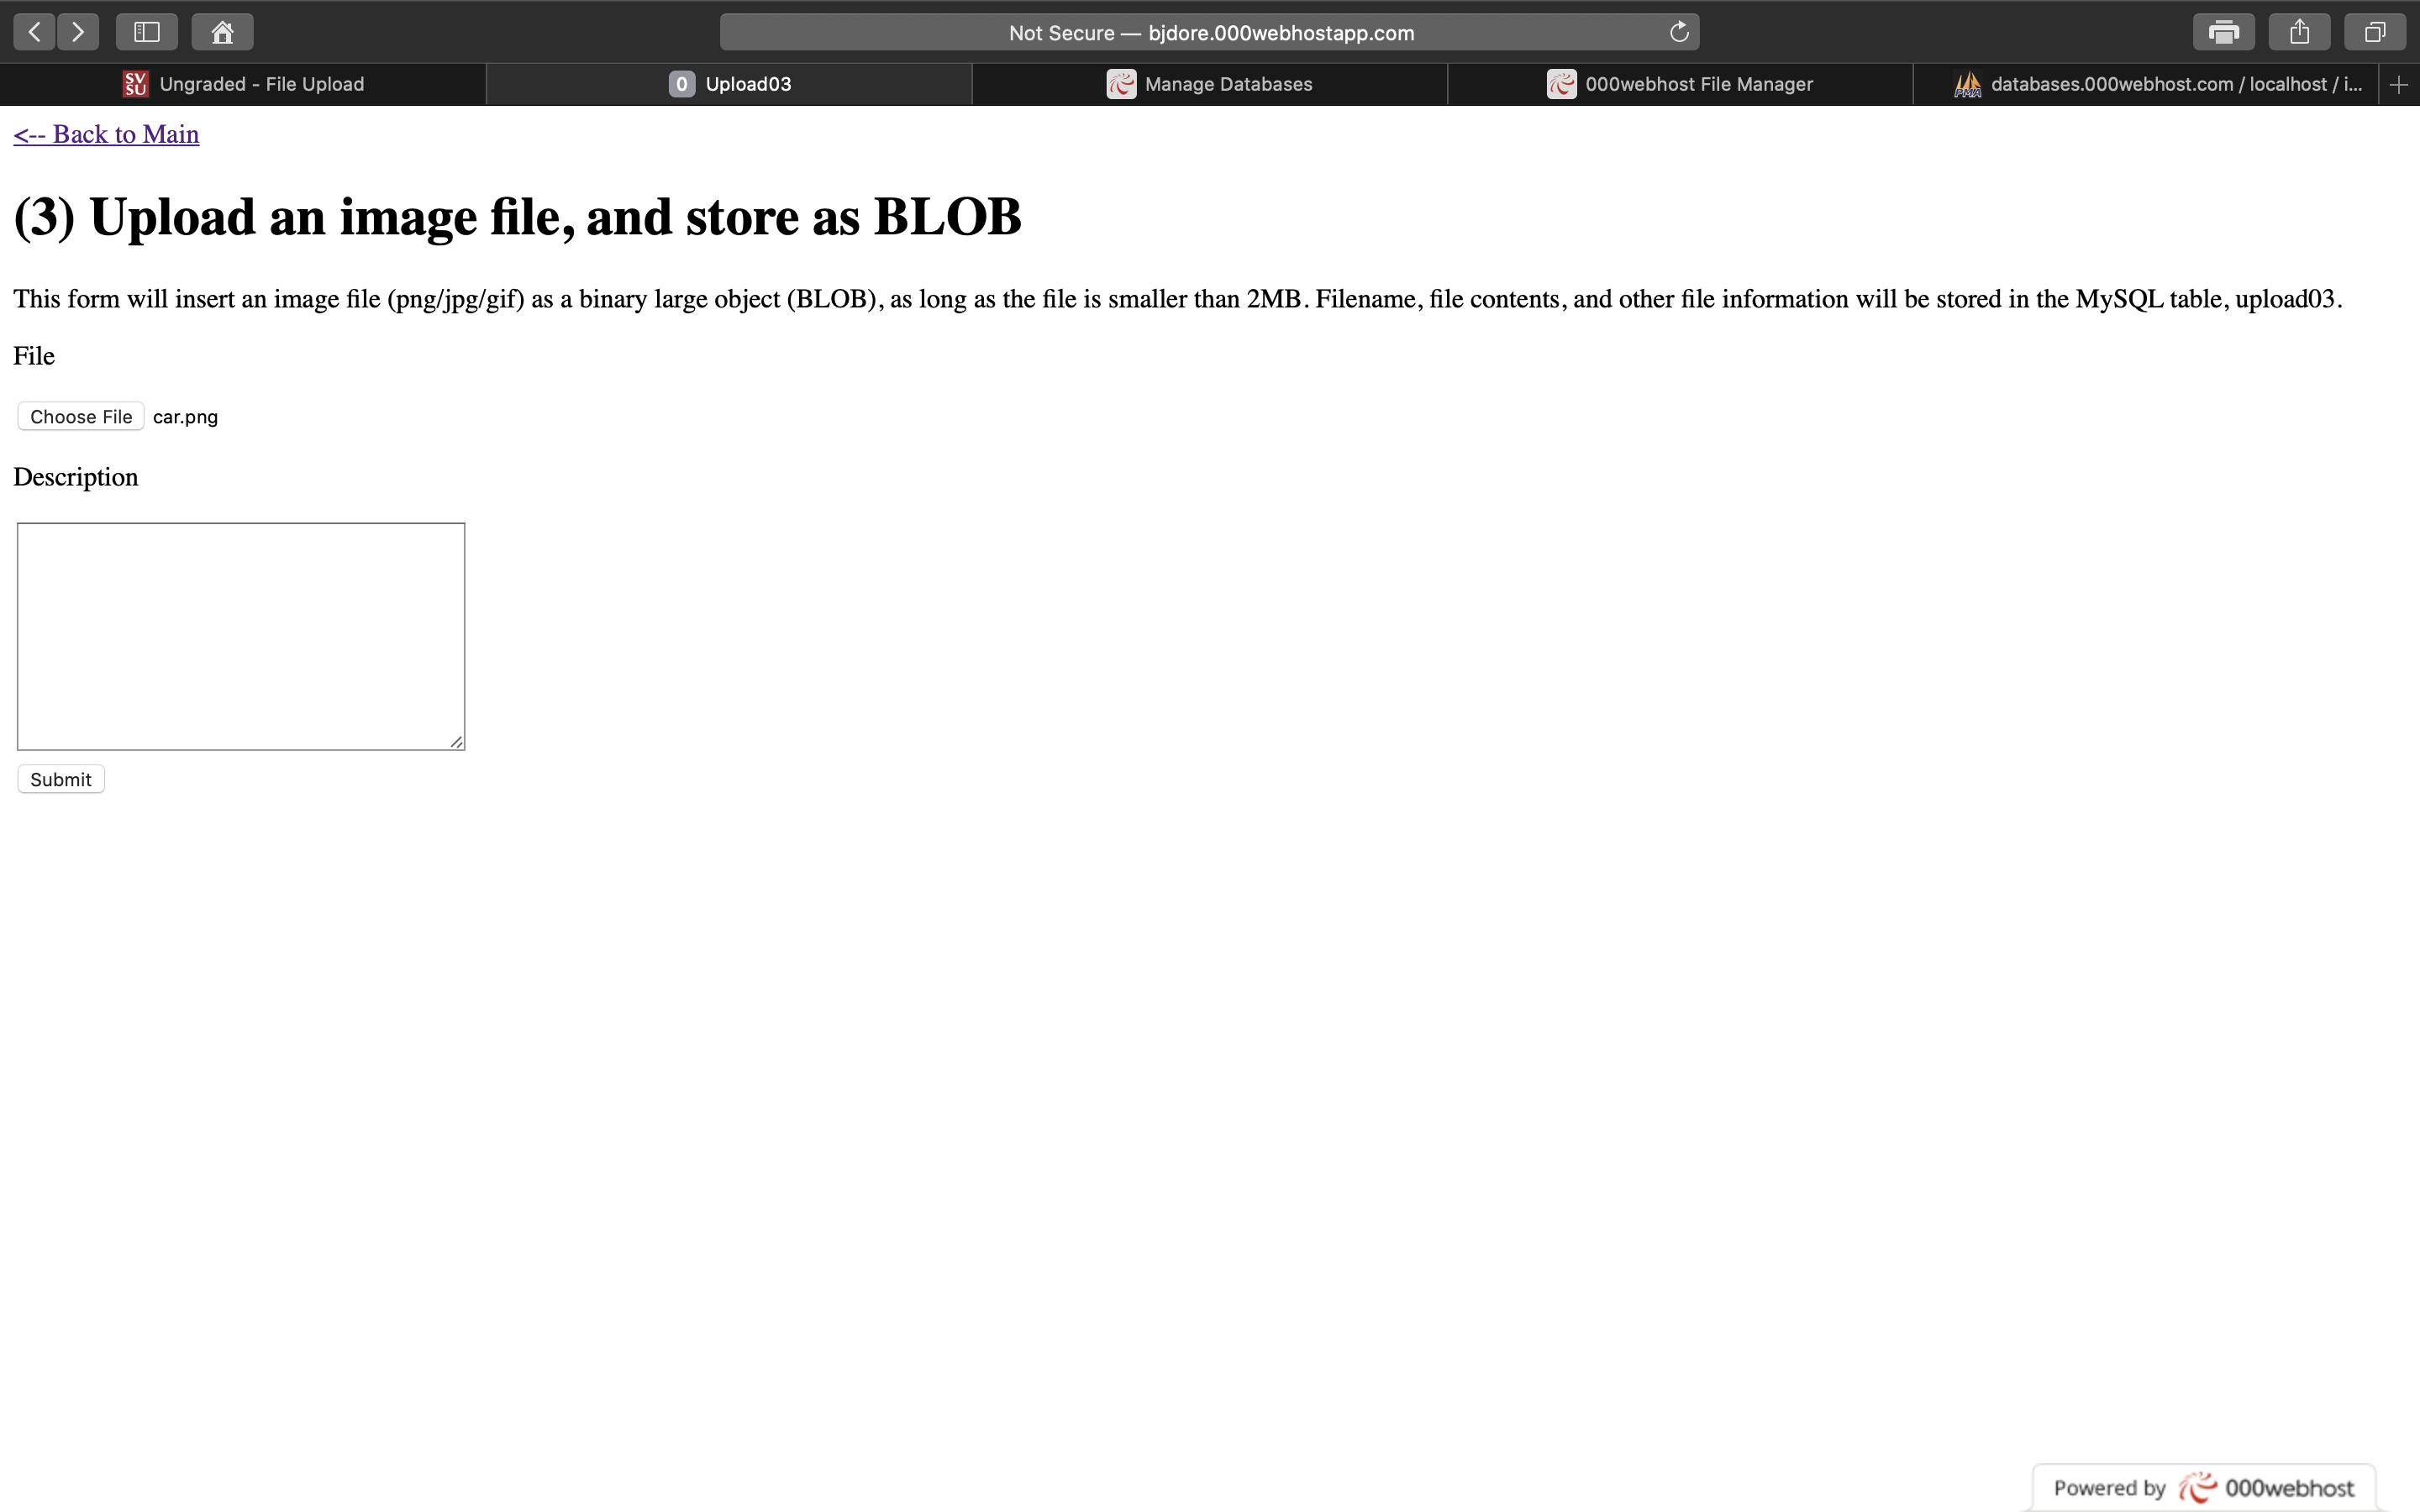 Not Secure — bjdore.000webhostapp.com
SV
SU
Ungraded - File Upload
0 Upload03
Manage Databases
000webhost File Manager
PMA
databases.000webhost.com / localhost / i...
<-- Back to Main
(3) Upload an image file, and store as BLOB
This form will insert an image file (png/jpg/gif) as a binary large object (BLOB), as long as the file is smaller than 2MB. Filename, file contents, and other file information will be stored in the MySQL table, upload03.
File
Choose File car.png
Description
Submit
Powered by 000webhost